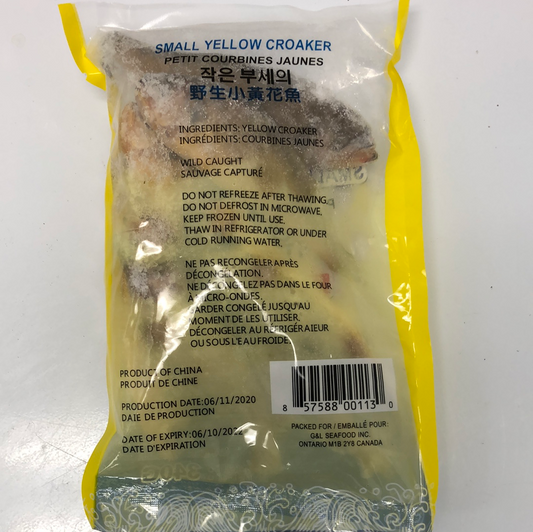 SMALL YELLOW CROAKER
PETIT COURBINES JAUNES
작은 부세의
野生小黃花魚
INGREDIENTS: YELLOW CROAKER
INGRÉDIENTS: COURBINES JAUNES
WILD CAUGHT
SAUVAGE CAPTURÉ
DO NOT REFREEZE AFTER THAWING.
DO NOT DEFROST IN MICROWAVE,
KEEP FROZEN UNTIL USE.
THAW IN REFRIGERATOR OR UNDER
COLD RUNNING WATER.
NE PAS RECONGELER APRÈS
DÉCONGÉLATION.
NE DÉCONGELEZ PAS DANS LE FOUR
À MICRO-ONDES.
GARDER CONGELÉ JUSQU'AU
MOMENT DE LES UTILISER.
DÉCONGELER AU RÉFRIGÉRAIEUR
OU SOUS L'EAU FROIDE.
PRODUCT OF CHINA
PRODUIT DE CHINE
PRODUCTION DATE:06/11/2020
DAIE DE PRODUCTION
DATE OF EXPIRY:06/10/2022
DATE D'EXPIRATION
8 57588 00113 0
PACKED FOR / EMBALLÉ POUR:
G&L SEAFOOD INC.
ONTARIO M1B 2Y8 CANADA